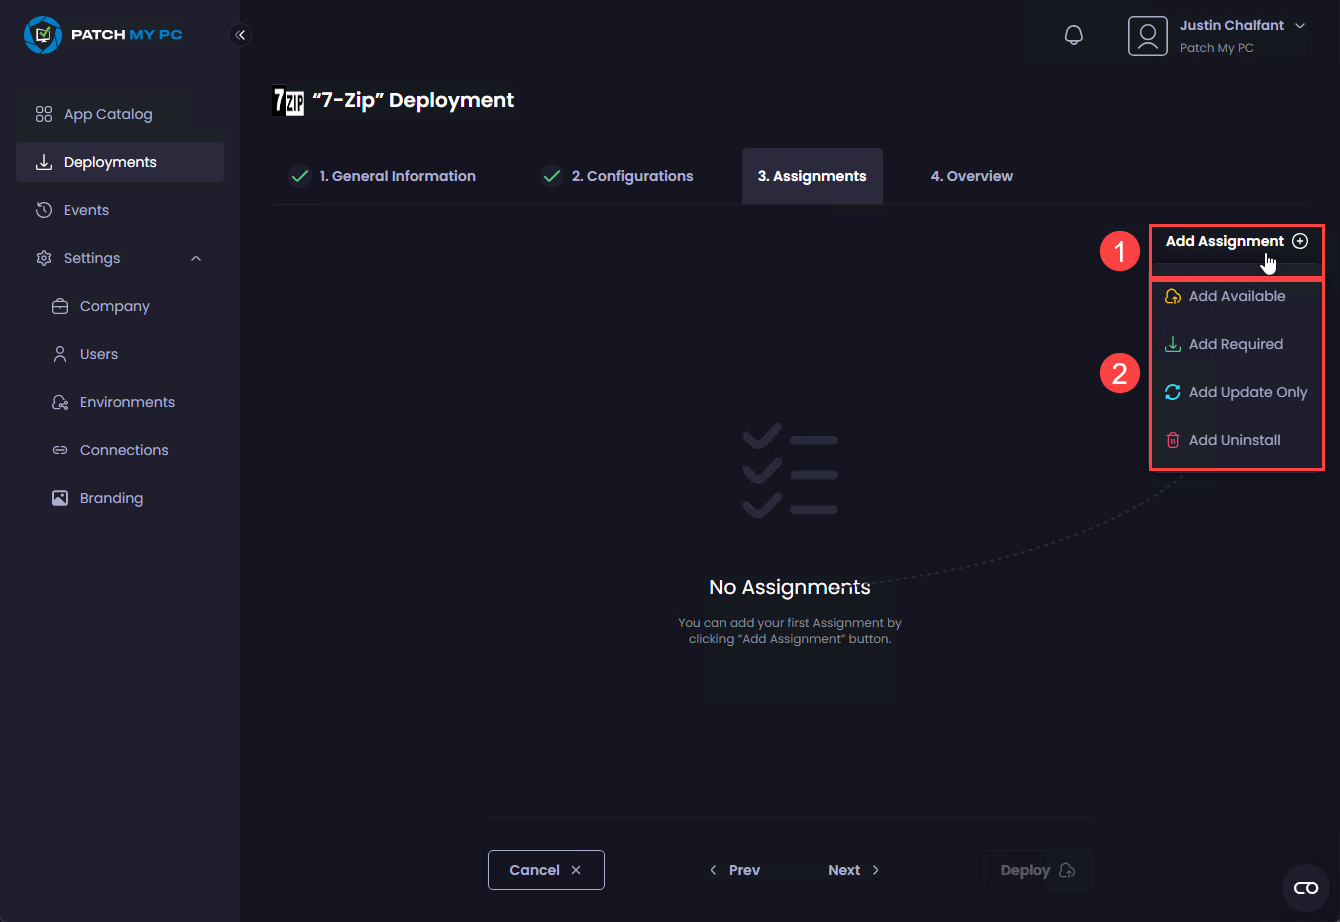 PATCH MY PC
Justin Chalfant
Patch My PC
App Catalog
Deployments
Events
Settings
Company
Users
Environments
Connections
Branding
7ZIP “7-Zip” Deployment
1. General Information
2. Configurations
3. Assignments
4. Overview
1
Add Assignment
2
Add Available
Add Required
Add Update Only
Add Uninstall
No Assignments
You can add your first Assignment by
clicking “Add Assignment” button.
Cancel
Prev
Next
Deploy